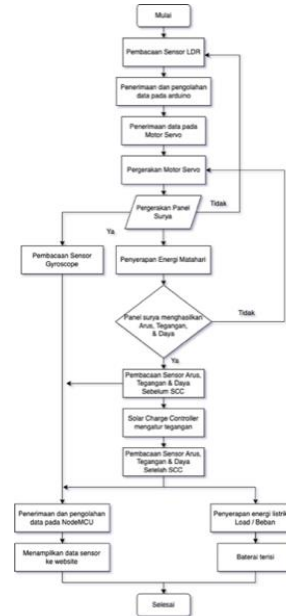 Mulai
Pembacaan Sensor LDR
Penerimaan dan pengolahan
data pada arduino
Penerimaan data pada
Motor Servo
Pergerakan Motor Servo
Pergerakan Panel
Surya
Tidak
Ya
Pembacaan Sensor
Gyroscope
Penyerapan Energi Matahari
Panel surya menghasilkan
Arus, Tegangan,
& Daya
Tidak
Ya
Pembacaan Sensor Arus,
Tegangan & Daya
Sebelum SCC
Solar Charge Controller
mengatur tegangan
Pembacaan Sensor Arus,
Tegangan & Daya
Setelah SCC
Penerimaan dan pengolahan
data pada NodeMCU
Penyerapan energi listrik
Load / Beban
Menampilkan data sensor
ke website
Baterai terisi
Selesai